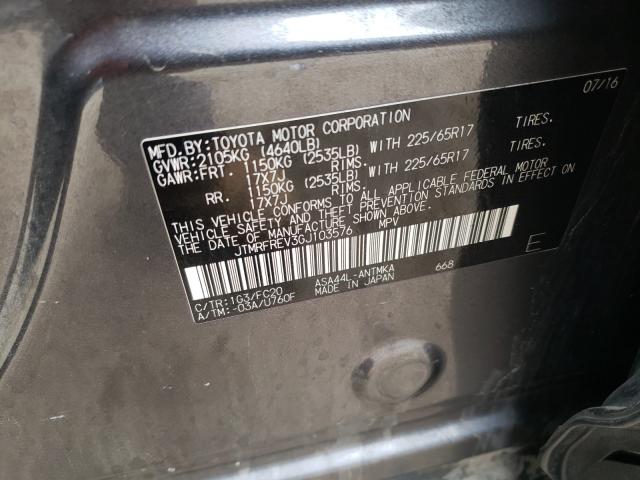 07/16
MFD.BY:TOYOTA MOTOR CORPORATION
GVWR:2105KG (4640LB)
GAWR:FRT. 1150KG (2535LB) WITH 225/65R17 TIRES.
17X7J RIMS.
RR. 1150KG (2535LB) WITH 225/65R17 TIRES.
17X7J RIMS.
THIS VEHICLE CONFORMS TO ALL APPLICABLE FEDERAL MOTOR
VEHICLE SAFETY AND THEFT PREVENTION STANDARDS IN EFFECT ON
THE DATE OF MANUFACTURE SHOWN ABOVE.
JTMRFREV3GJ103576 MPV
E
C/TR:1G3/FC20 ASA44L-ANTMKA 668
A/TM:-03A/U760F MADE IN JAPAN